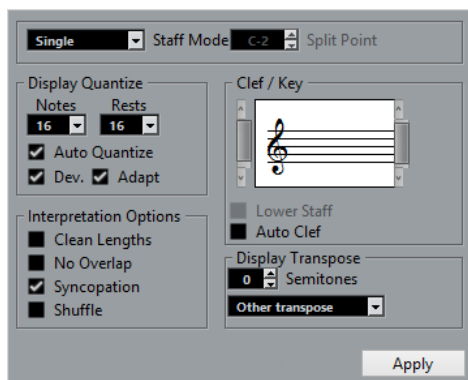 Single Staff Mode C-2 Split Point
Display Quantize
Notes Rests
16 16
Auto Quantize
Dev. Adapt
Interpretation Options
Clean Lengths
No Overlap
Syncopation
Shuffle
Clef / Key
Lower Staff
Auto Clef
Display Transpose
0 Semitones
Other transpose
Apply